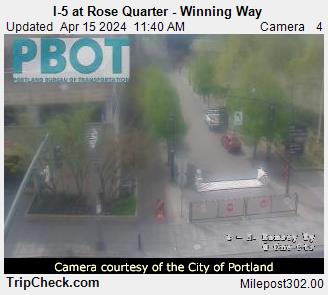 I-5 at Rose Quarter - Winning Way
Updated Apr 15 2024 11:40 AM Camera 4
PBOT
PORTLAND BUREAU OF TRANSPORTATION
Camera courtesy of the City of Portland
TripCheck.com Milepost302.00